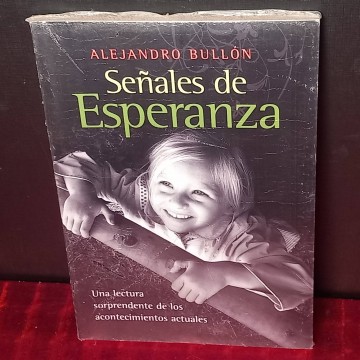 ALEJANDRO BULLÓN
Señales de
Esperanza
Una lectura
sorprendente de los
acontecimientos actuales